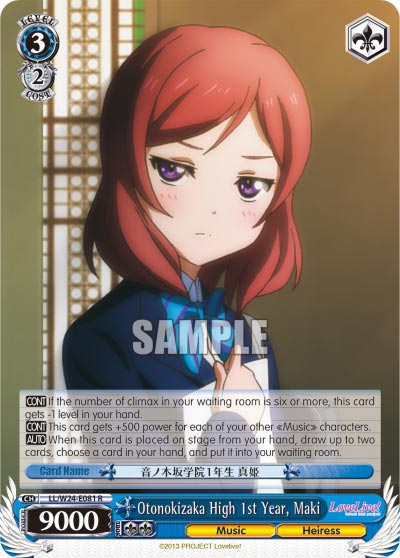 LEVEL
3
2
COST
SAMPLE
CONT If the number of climax in your waiting room is six or more, this card
gets -1 level in your hand.
CONT This card gets +500 power for each of your other «Music» characters.
AUTO When this card is placed on stage from your hand, draw up to two
cards, choose a card in your hand, and put it into your waiting room.
Card Name
音ノ木坂学院1年生 真姫
CH LL/W24-E081 R
POWER 9000
SOUL
Otonokizaka High 1st Year, Maki
LoveLive!
Music
Heiress
©2013 PROJECT Lovelive!